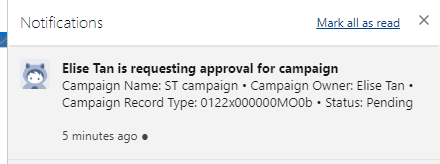 Notifications
Mark all as read
Elise Tan is requesting approval for campaign
Campaign Name: ST campaign • Campaign Owner: Elise Tan •
Campaign Record Type: 0122x000000MO0b • Status: Pending
5 minutes ago •